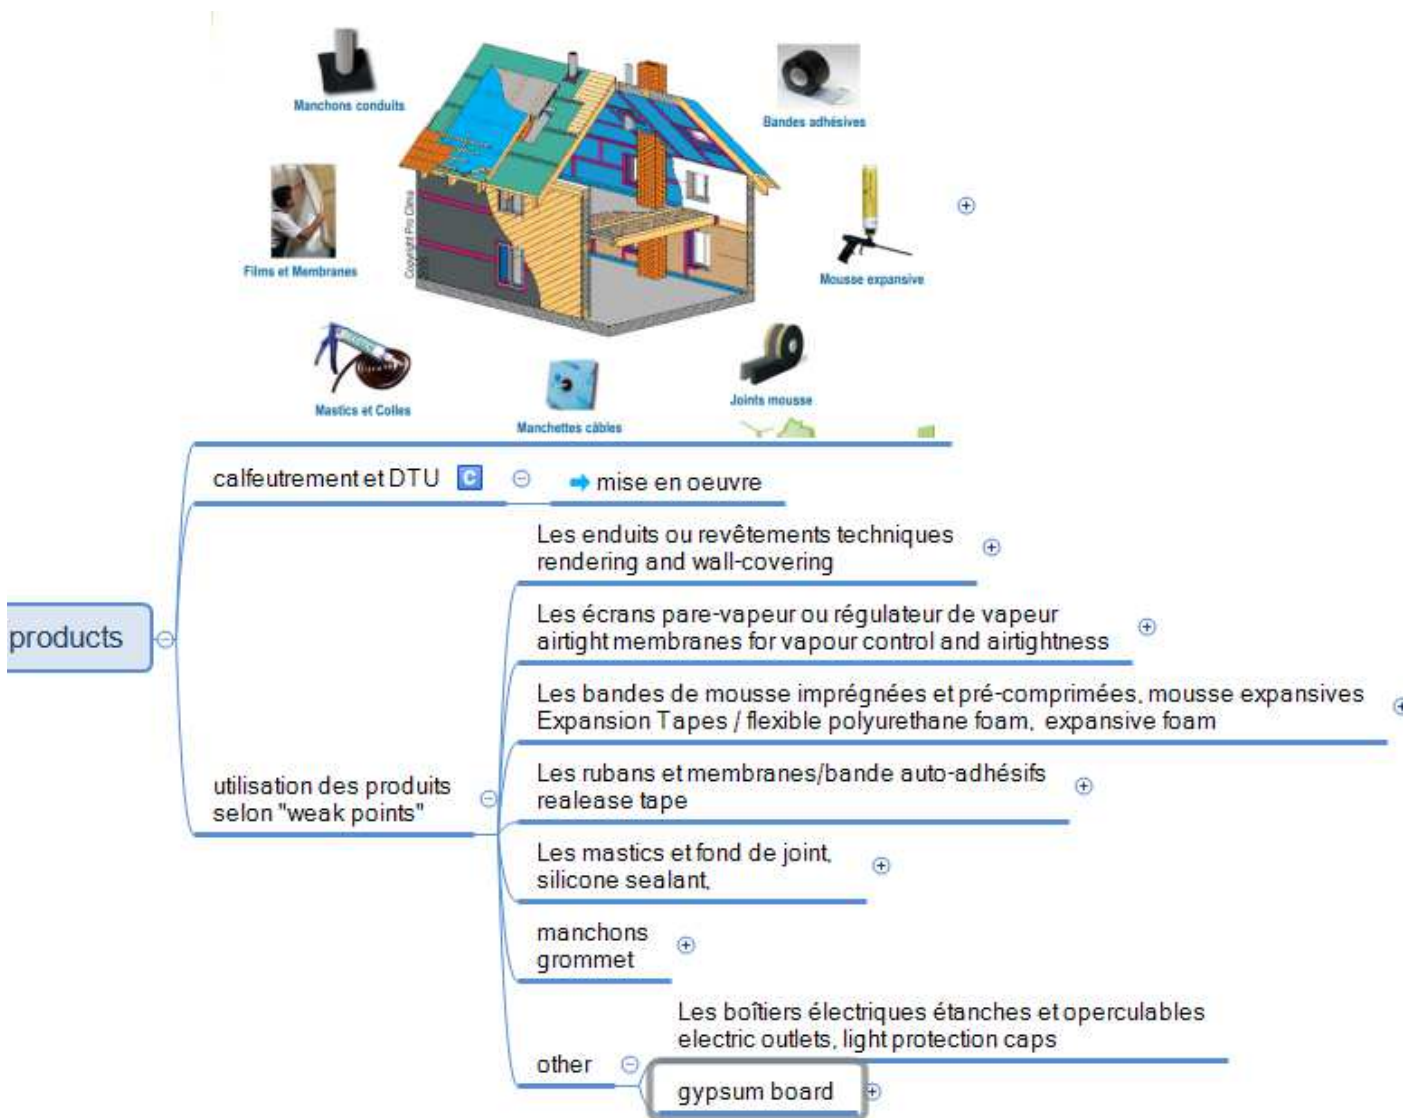 Manchons conduits
Bandes adhésives
Copyright Pro Clima
Films et Membranes
Mousse expansive
Mastics et Colles
Manchettes câbles
Joints mousse
calfeutrement et DTU C
mise en oeuvre
Les enduits ou revêtements techniques
rendering and wall-covering
products
Les écrans pare-vapeur ou régulateur de vapeur
airtight membranes for vapour control and airtightness
Les bandes de mousse imprégnées et pré-comprimées, mousse expansives
Expansion Tapes / flexible polyurethane foam, expansive foam
utilisation des produits
selon "weak points"
Les rubans et membranes/bande auto-adhésifs
realease tape
Les mastics et fond de joint,
silicone sealant,
manchons
grommet
other
Les boîtiers électriques étanches et operculables
electric outlets, light protection caps
gypsum board